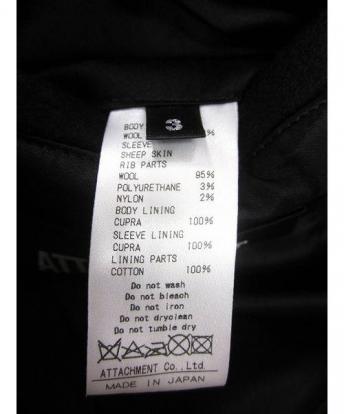 3
BODY
WOOL %
SLEEVE
SHEEP SKIN
RIB PARTS
WOOL 95%
POLYURETHANE 3%
NYLON 2%
BODY LINING
CUPRA 100%
SLEEVE LINING
CUPRA 100%
LINING PARTS
COTTON 100%
Do not wash
Do not bleach
Do not iron
Do not dryclean
Do not tumble dry
ATTACHMENT Co.,Ltd.
MADE IN JAPAN